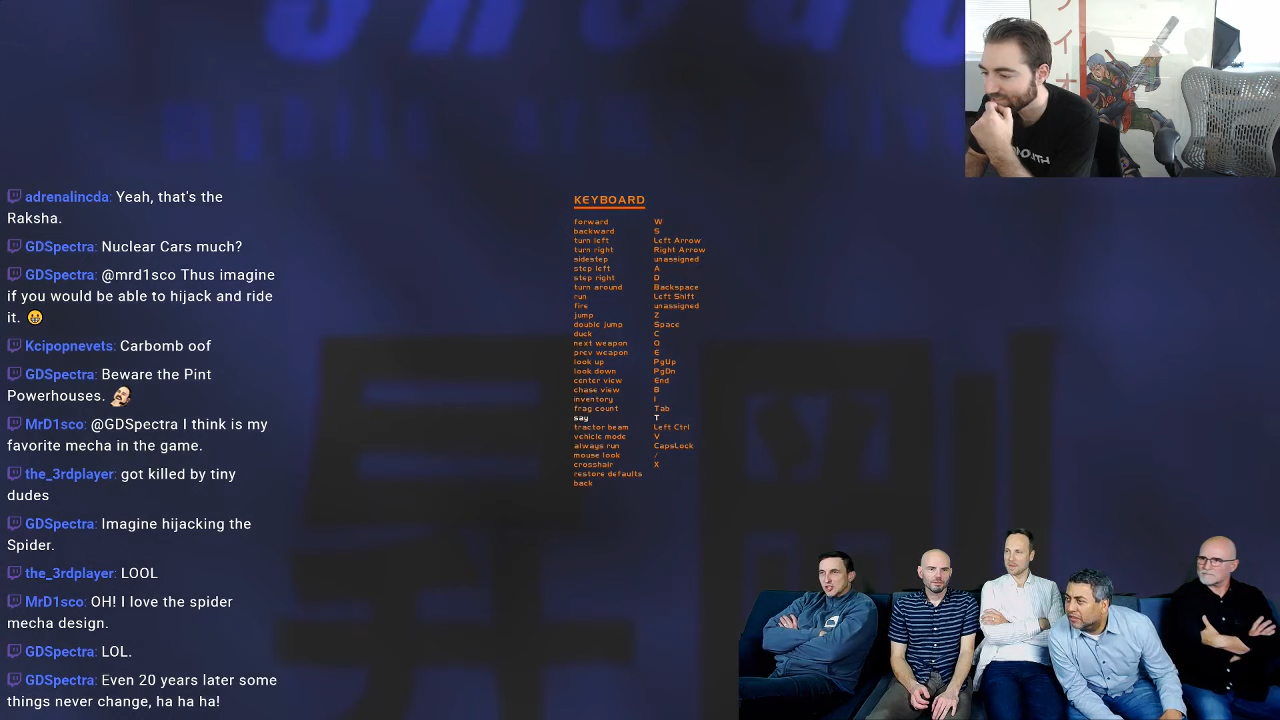 adrenalincda: Yeah, that's the
Raksha.
GDSpectra: Nuclear Cars much?
GDSpectra: @mrd1sco Thus imagine
if you would be able to hijack and ride
it. 😀
Kcipopnevets: Carbomb oof
GDSpectra: Beware the Pint
Powerhouses.
MrD1sco: @GDSpectra I think is my
favorite mecha in the game.
the_3rdplayer: got killed by tiny
dudes
GDSpectra: Imagine hijacking the
Spider.
the_3rdplayer: LOOL
MrD1sco: OH! I love the spider
mecha design.
GDSpectra: LOL.
GDSpectra: Even 20 years later some
things never change, ha ha ha!
KEYBOARD
forward W
backward S
turn left Left Arrow
turn right Right Arrow
sidestep unassigned
step left A
step right D
turn around Backspace
run Left Shift
fire unassigned
jump Z
double jump Space
duck C
next weapon Q
prev weapon E
look up PgUp
look down PgDn
center view End
chase view B
inventory I
frag count Tab
say T
tractor beam Left Ctrl
vehicle mode V
always run CapsLock
mouse look /
crosshair X
restore defaults
back